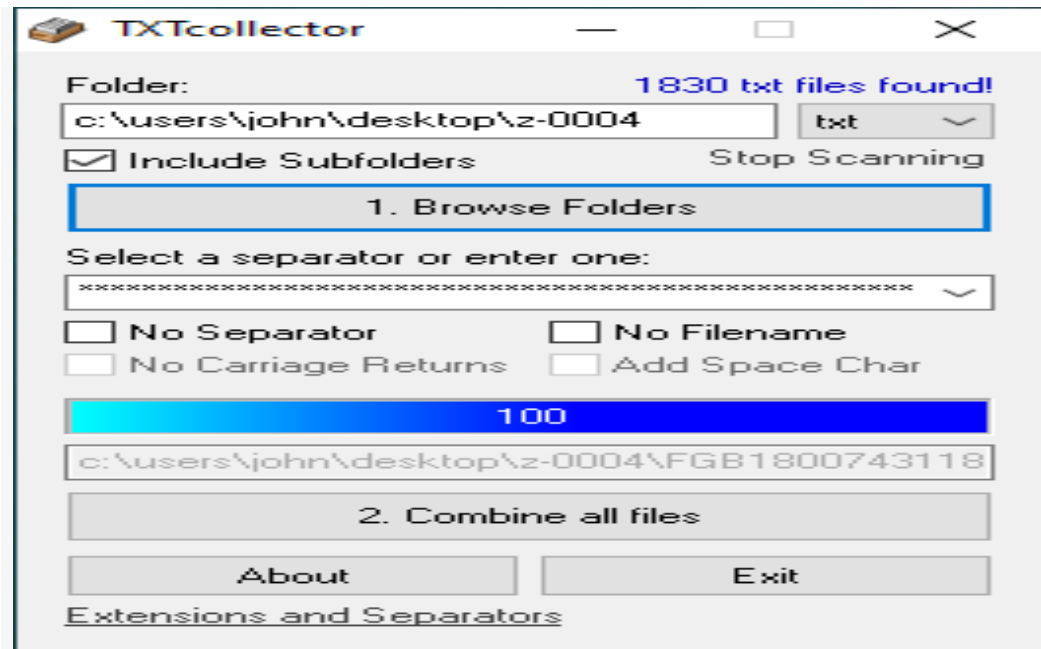 TXTcollector
Folder: 1830 txt files found!
c:\users\john\desktop\z-0004 txt
Include Subfolders Stop Scanning
1. Browse Folders
Select a separator or enter one:
*****************************************************
No Separator No Filename
No Carriage Returns Add Space Char
100
c:\users\john\desktop\z-0004\FGB1800743118
2. Combine all files
About Exit
Extensions and Separators